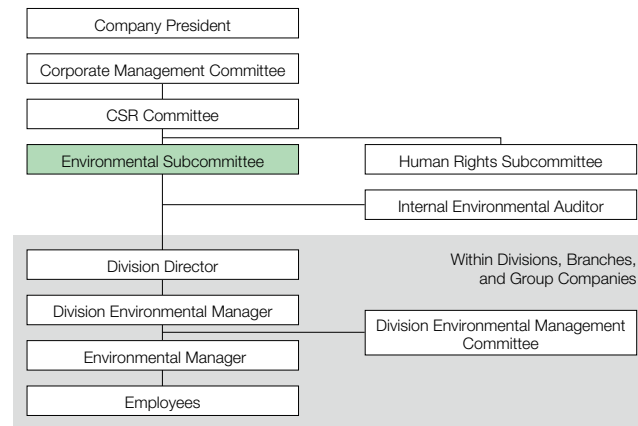 Company President
Corporate Management Committee
CSR Committee
Environmental Subcommittee
Human Rights Subcommittee
Internal Environmental Auditor
Within Divisions, Branches,
and Group Companies
Division Director
Division Environmental Manager
Division Environmental Management
Committee
Environmental Manager
Employees